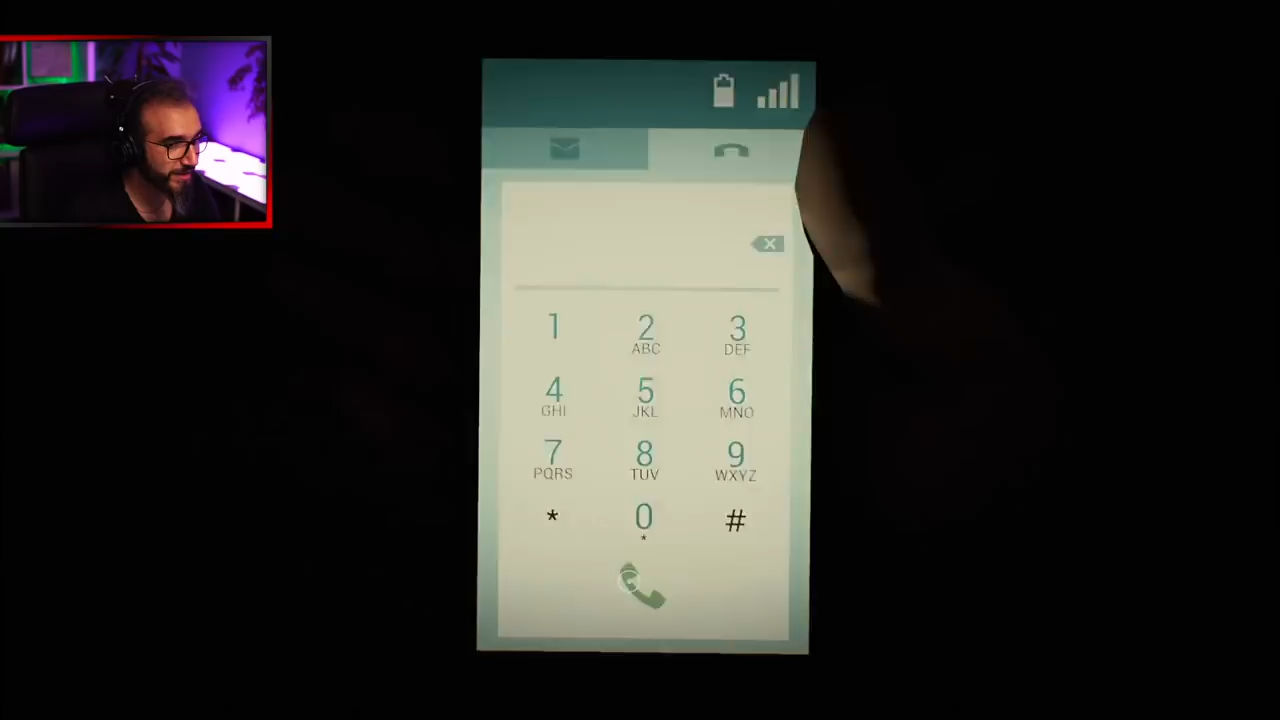 1 2 3
ABC DEF
4 5 6
GHI JKL MNO
7 8 9
PQRS TUV WXYZ
* 0 #
*